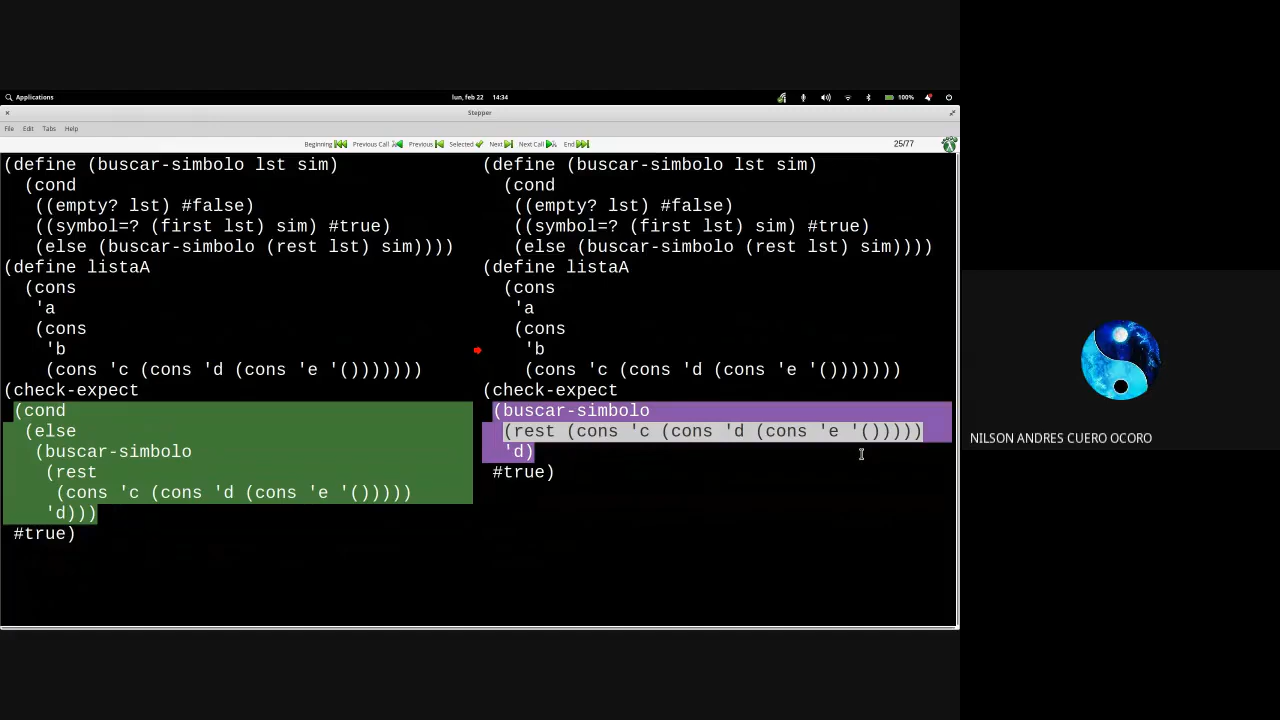 Applications
lun, feb 22 14:34
100%
Stepper
File Edit Tabs Help
Beginning Previous Call Previous Selected Next Next Call End 25/77
(define (buscar-simbolo lst sim)
(cond
((empty? lst) #false)
((symbol=? (first lst) sim) #true)
(else (buscar-simbolo (rest lst) sim))))
(define listaA
(cons
'a
(cons
'b
(cons 'c (cons 'd (cons 'e '()))))))
(check-expect
(cond
(else
(buscar-simbolo
(rest
(cons 'c (cons 'd (cons 'e '()))))
'd)))
#true)
(define (buscar-simbolo lst sim)
(cond
((empty? lst) #false)
((symbol=? (first lst) sim) #true)
(else (buscar-simbolo (rest lst) sim))))
(define listaA
(cons
'a
(cons
'b
(cons 'c (cons 'd (cons 'e '()))))))
(check-expect
(buscar-simbolo
(rest (cons 'c (cons 'd (cons 'e '()))))
'd)
#true)
NILSON ANDRES CUERO OCORO